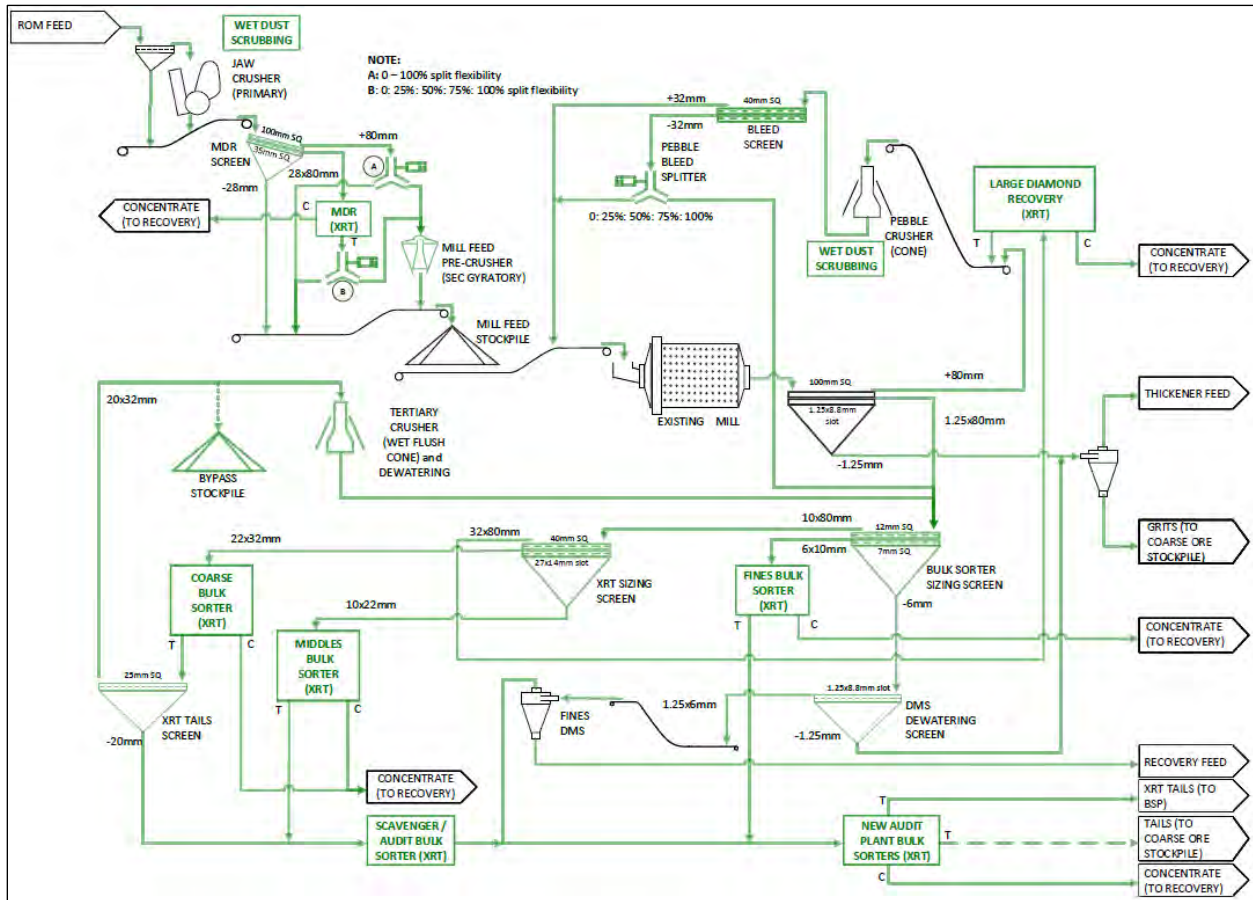 ROM FEED
WET DUST
SCRUBBING
JAW
CRUSHER
(PRIMARY)
NOTE:
A: 0 – 100% split flexibility
B: 0: 25%: 50%: 75%: 100% split flexibility
100mm SQ
35mm SQ
MDR
SCREEN
+80mm
28x80mm
-28mm
A
CONCENTRATE
(TO RECOVERY)
C
MDR
(XRT)
T
B
MILL FEED
PRE-CRUSHER
(SEC GYRATORY)
MILL FEED
STOCKPILE
+32mm
-32mm
40mm SQ
BLEED
SCREEN
PEBBLE
BLEED
SPLITTER
0: 25%: 50%: 75%: 100%
PEBBLE
CRUSHER
(CONE)
WET DUST
SCRUBBING
LARGE DIAMOND
RECOVERY
(XRT)
T
C
CONCENTRATE
(TO RECOVERY)
EXISTING MILL
100mm SQ
1.25x8.8mm
slot
+80mm
1.25x80mm
-1.25mm
THICKENER FEED
GRITS (TO
COARSE ORE
STOCKPILE)
20x32mm
BYPASS
STOCKPILE
TERTIARY
CRUSHER
(WET FLUSH
CONE) and
DEWATERING
22x32mm
32x80mm
10x80mm
40mm SQ
27x14mm slot
XRT SIZING
SCREEN
12mm SQ
7mm SQ
6x10mm
BULK SORTER
SIZING SCREEN
-6mm
COARSE
BULK
SORTER
(XRT)
T
C
10x22mm
MIDDLES
BULK
SORTER
(XRT)
T
C
FINES BULK
SORTER
(XRT)
T
C
CONCENTRATE
(TO RECOVERY)
25mm SQ
XRT TAILS
SCREEN
-20mm
FINES
DMS
1.25x6mm
1.25x8.8mm slot
DMS
DEWATERING
SCREEN
-1.25mm
CONCENTRATE
(TO RECOVERY)
RECOVERY FEED
SCAVENGER /
AUDIT BULK
SORTER (XRT)
NEW AUDIT
PLANT BULK
SORTERS (XRT)
T
T
C
XRT TAILS (TO
BSP)
TAILS (TO
COARSE ORE
STOCKPILE)
CONCENTRATE
(TO RECOVERY)